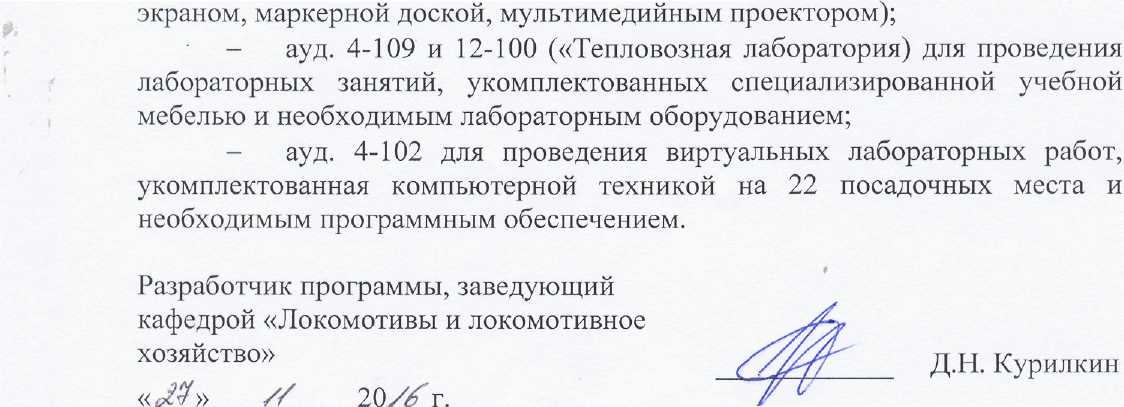 экраном, маркерной доской, мультимедийным проектором);
– ауд. 4-109 и 12-100 («Тепловозная лаборатория) для проведения
лабораторных занятий, укомплектованных специализированной учебной
мебелью и необходимым лабораторным оборудованием;
– ауд. 4-102 для проведения виртуальных лабораторных работ,
укомплектованная компьютерной техникой на 22 посадочных места и
необходимым программным обеспечением.
Разработчик программы, заведующий
кафедрой «Локомотивы и локомотивное
хозяйство»
Д.Н. Курилкин
«27» 11 2016 г.